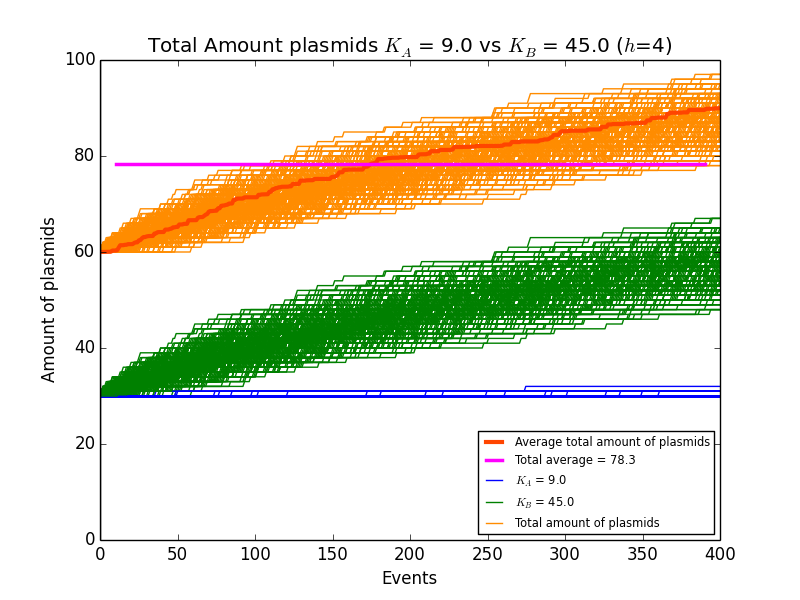 Total Amount plasmids K_A = 9.0 vs K_B = 45.0 (h=4)
100
80
60
40
20
0
Amount of plasmids
0 50 100 150 200 250 300 350 400
Events
Average total amount of plasmids
Total average = 78.3
K_A = 9.0
K_B = 45.0
Total amount of plasmids